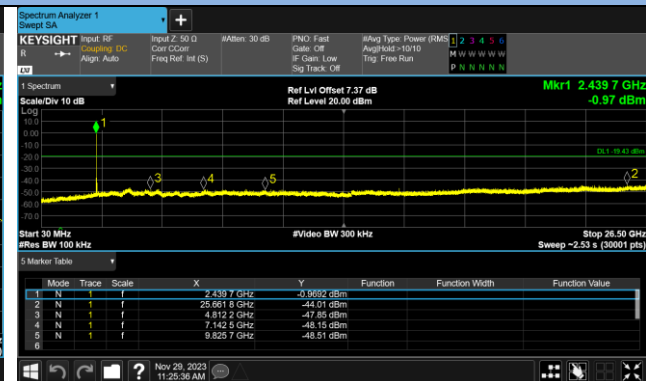 Spectrum Analyzer 1
Swept SA
+
KEYSIGHT Input: RF Input Z: 50 Ω #Atten: 30 dB PNO: Fast #Avg Type: Power (RMS 1 2 3 4 5 6
R Coupling: DC Corr CCorr Gate: Off Avg|Hold:>10/10 M W W W W W
Align: Auto Freq Ref: Int (S) IF Gain: Low Trig: Free Run
Sig Track: Off P N N N N N
LXI
1 Spectrum Ref Lvl Offset 7.37 dB Mkr1 2.439 7 GHz
Scale/Div 10 dB Ref Level 20.00 dBm -0.97 dBm
Log
10.0
0.00
-10.0
-20.0
-30.0
-40.0
-50.0
-60.0
-70.0
1
DL1 -19.43 dBm
3 4 5 2
Start 30 MHz #Video BW 300 kHz Stop 26.50 GHz
#Res BW 100 kHz Sweep ~2.53 s (30001 pts)
5 Marker Table
Mode Trace Scale X Y Function Function Width Function Value
1 N 1 f 2.439 7 GHz -0.9692 dBm
2 N 1 f 25.661 8 GHz -44.01 dBm
3 N 1 f 4.812 2 GHz -47.85 dBm
4 N 1 f 7.142 5 GHz -48.15 dBm
5 N 1 f 9.825 7 GHz -48.51 dBm
6
? Nov 29, 2023
11:25:36 AM